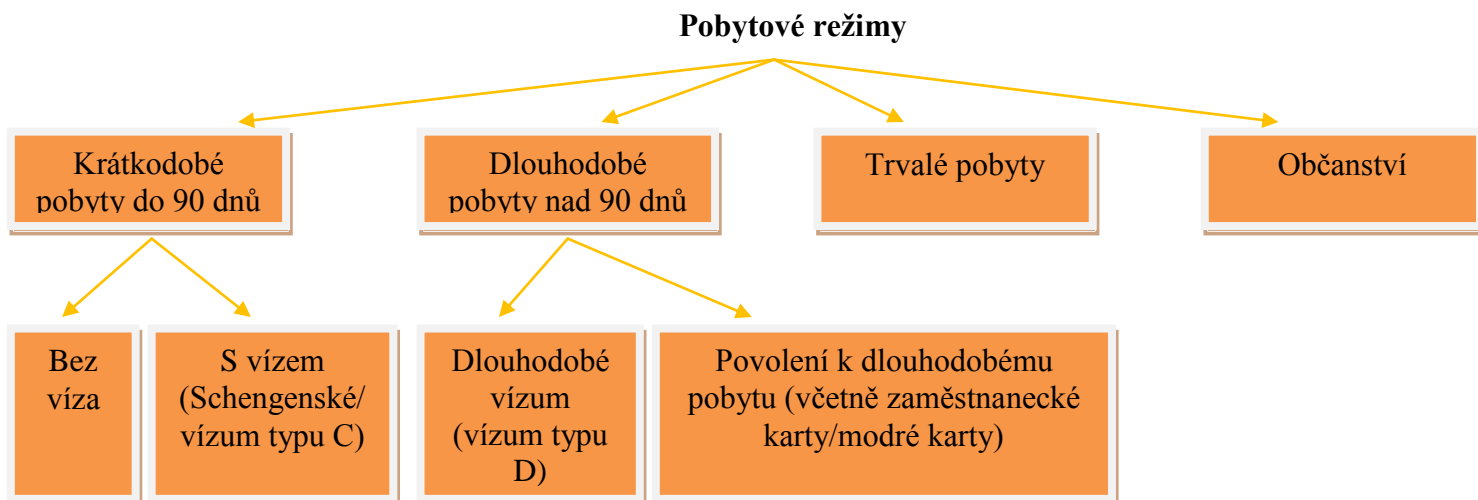 Pobytové režimy
Krátkodobé
pobyty do 90 dnů
Dlouhodobé
pobyty nad 90 dnů
Trvalé pobyty
Občanství
Bez
víza
S vízem
(Schengenské/
vízum typu C)
Dlouhodobé
vízum
(vízum typu
D)
Povolení k dlouhodobému
pobytu (včetně zaměstnanecké
karty/modré karty)